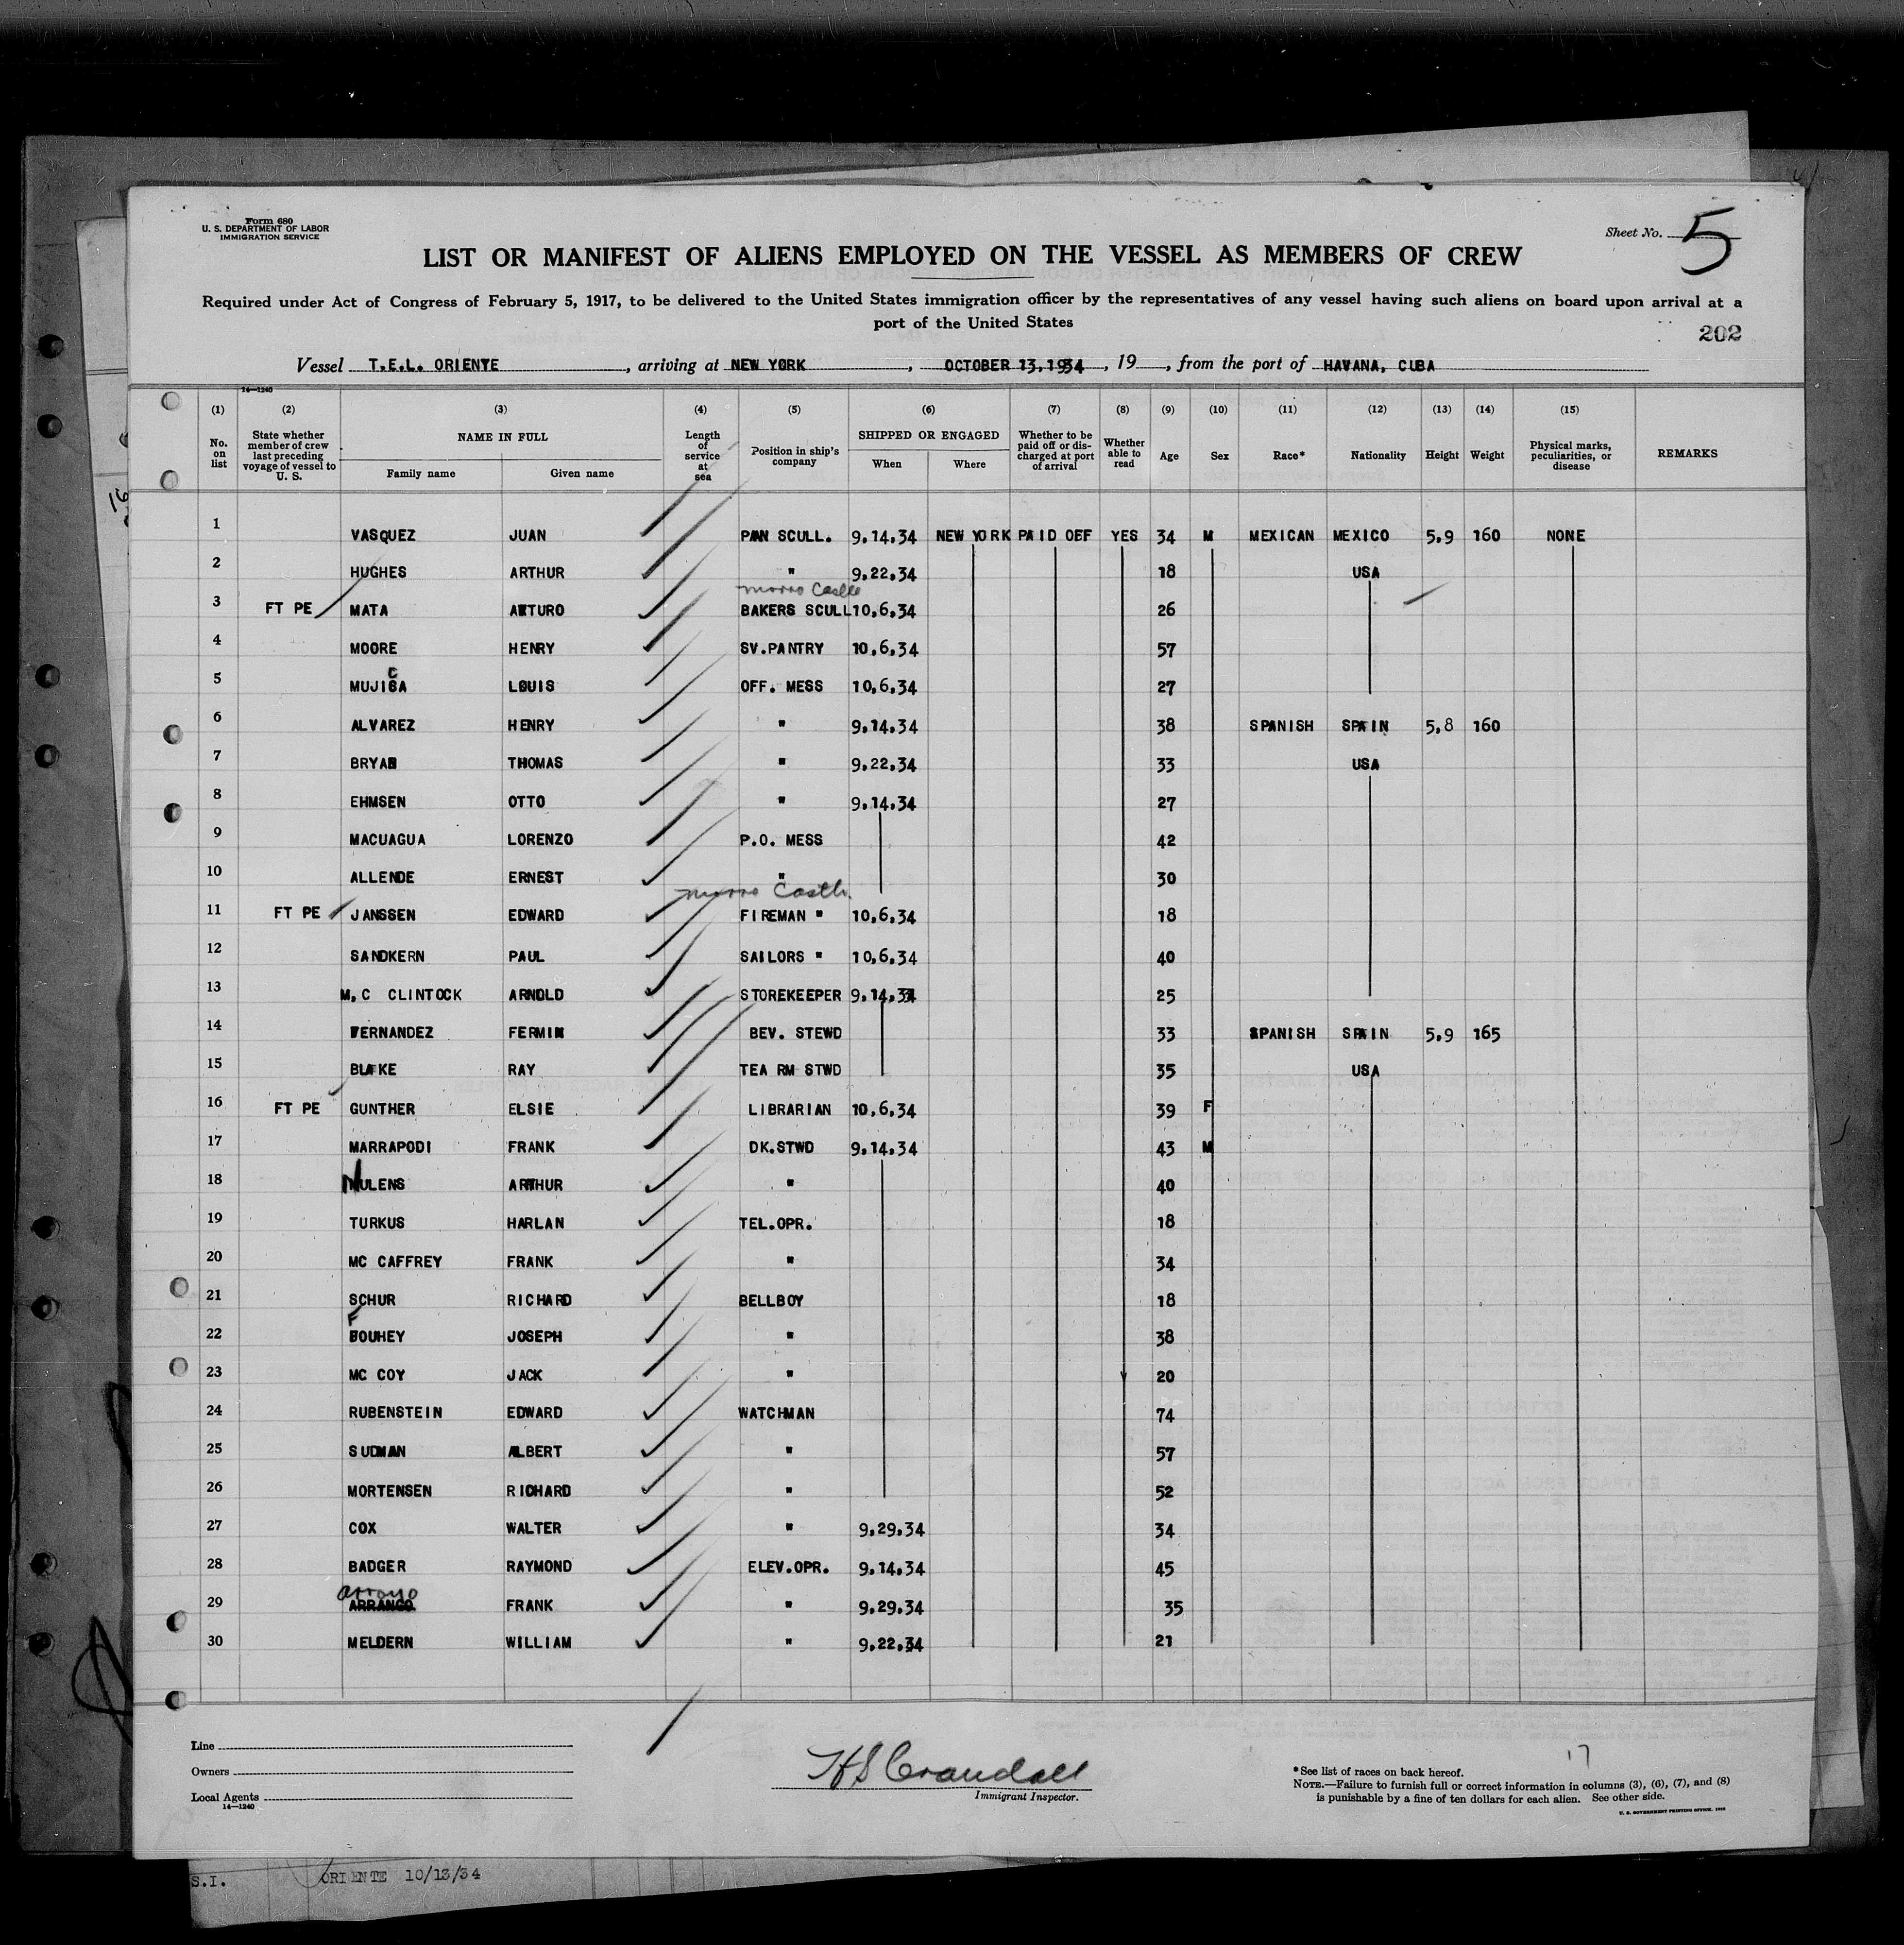 Form 680
U. S. DEPARTMENT OF LABOR
IMMIGRATION SERVICE
Sheet No. 5
LIST OR MANIFEST OF ALIENS EMPLOYED ON THE VESSEL AS MEMBERS OF CREW
Required under Act of Congress of February 5, 1917, to be delivered to the United States immigration officer by the representatives of any vessel having such aliens on board upon arrival at a
port of the United States
202
Vessel T.E.L. ORIENTE, arriving at NEW YORK, OCTOBER 13,1934, 19, from the port of HAVANA, CUBA
14—1240
(1) (2) (3) (4) (5) (6) (7) (8) (9) (10) (11) (12) (13) (14) (15)
No. on list
State whether member of crew last preceding voyage of vessel to U. S.
NAME IN FULL
Family name
Given name
Length of service at sea
Position in ship's company
SHIPPED OR ENGAGED
When
Where
Whether to be paid off or discharged at port of arrival
Whether able to read
Age
Sex
Race*
Nationality
Height
Weight
Physical marks, peculiarities, or disease
REMARKS
1 VASQUEZ JUAN PAN SCULL. 9,14,34 NEW YORK PAID OFF YES 34 M MEXICAN MEXICO 5,9 160 NONE
2 HUGHES ARTHUR " 9,22,34 18 USA
morro Castle
3 FT PE MATA ARTURO BAKERS SCULL 10,6,34 26
4 MOORE HENRY SV.PANTRY 10,6,34 57
5 MUJICA LOUIS OFF. MESS 10,6,34 27
6 ALVAREZ HENRY " 9,14,34 38 SPANISH SPAIN 5,8 160
7 BRYAN THOMAS " 9,22,34 33 USA
8 EHMSEN OTTO " 9,14,34 27
9 MACUAGUA LORENZO P.O. MESS 42
10 ALLENDE ERNEST " 30
morro Castle
11 FT PE JANSSEN EDWARD FIREMAN " 10,6,34 18
12 SANDKERN PAUL SAILORS " 10,6,34 40
13 M,C CLINTOCK ARNOLD STOREKEEPER 9,14,34 25
14 FERNANDEZ FERMIN BEV. STEWD 33 SPANISH SPAIN 5,9 165
15 BLAKE RAY TEA RM STWD 35 USA
16 FT PE GUNTHER ELSIE LIBRARIAN 10,6,34 39 F
17 MARRAPODI FRANK DK.STWD 9,14,34 43 M
18 NULENS ARTHUR " 40
19 TURKUS HARLAN TEL.OPR. 18
20 MC CAFFREY FRANK " 34
21 SCHUR RICHARD BELLBOY 18
22 FOUHEY JOSEPH " 38
23 MC COY JACK " 20
24 RUBENSTEIN EDWARD WATCHMAN 74
25 SUDMAN ALBERT " 57
26 MORTENSEN RICHARD " 52
27 COX WALTER " 9,29,34 34
28 BADGER RAYMOND ELEV.OPR. 9,14,34 45
arroyo
29 ARRANGO FRANK " 9,29,34 35
30 MELDERN WILLIAM " 9,22,34 21
Line
Owners
Local Agents
14—1240
H S Crandall
Immigrant Inspector.
17
*See list of races on back hereof.
NOTE.—Failure to furnish full or correct information in columns (3), (6), (7), and (8)
is punishable by a fine of ten dollars for each alien. See other side.
U. S. GOVERNMENT PRINTING OFFICE
S.I. ORIENTE 10/13/34